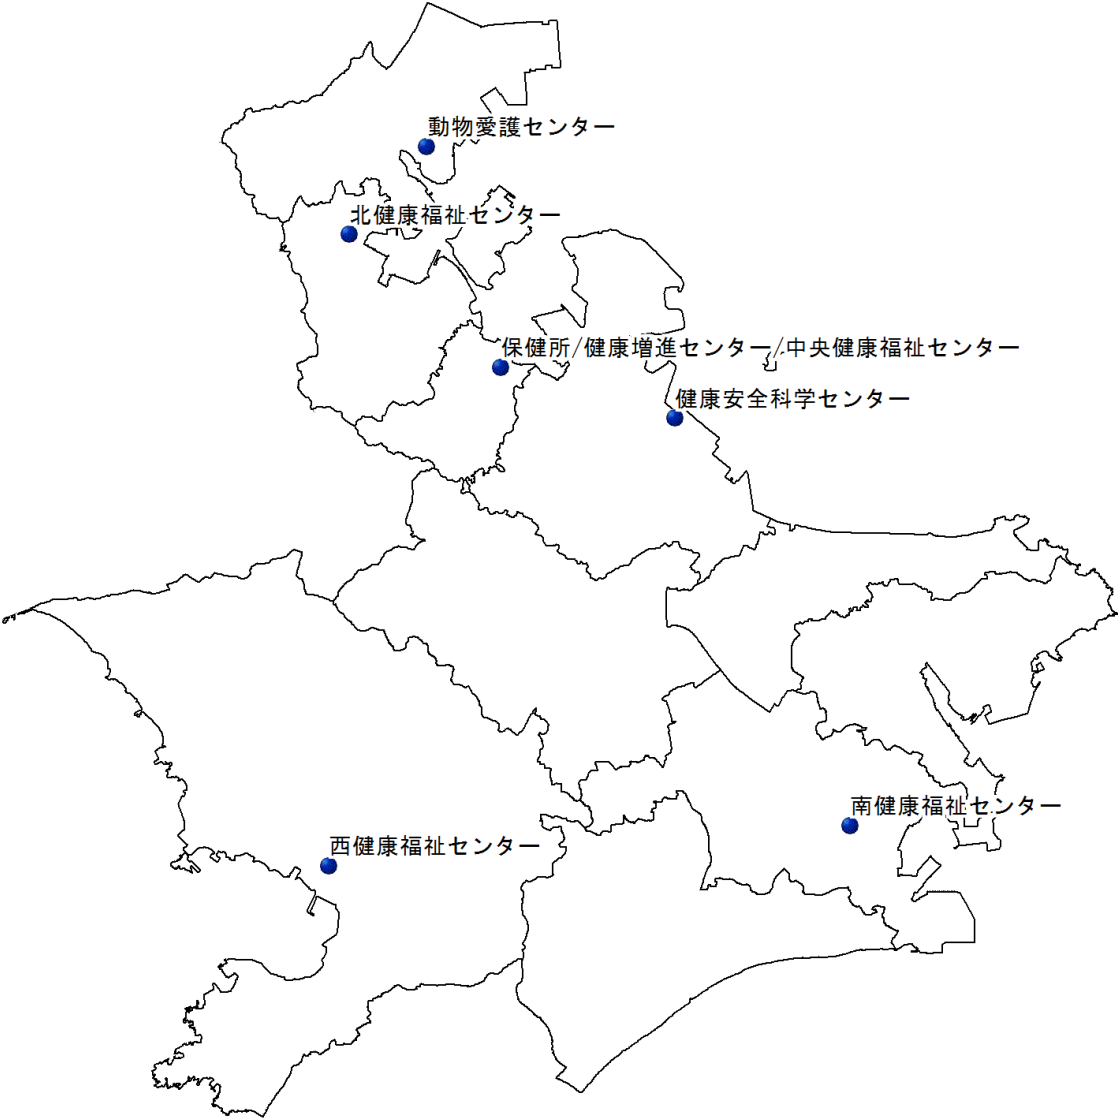 動物愛護センター
北健康福祉センター
保健所/健康増進センター/中央健康福祉センター
健康安全科学センター
南健康福祉センター
西健康福祉センター